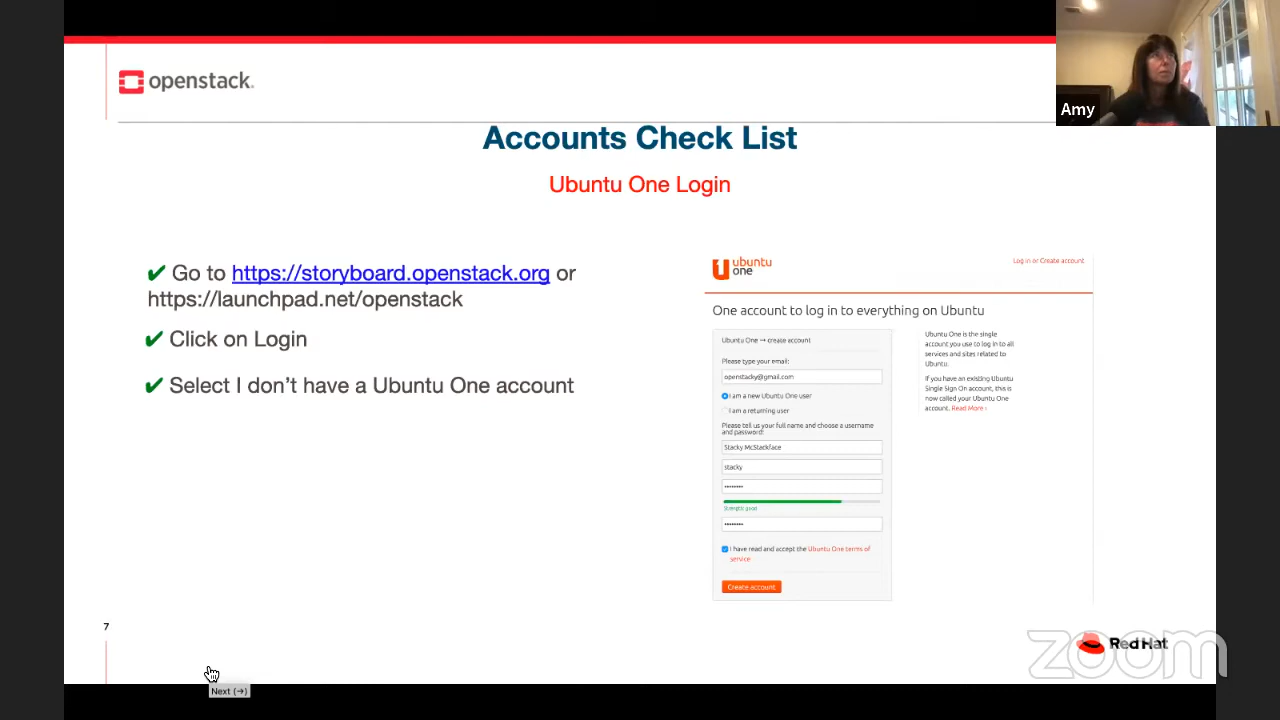 openstack.
Amy
Accounts Check List
Ubuntu One Login
✔ Go to https://storyboard.openstack.org or
https://launchpad.net/openstack
✔ Click on Login
✔ Select I don’t have a Ubuntu One account
ubuntu
one
Log in or Create account
One account to log in to everything on Ubuntu
Ubuntu One → create account
Please type your email:
openstacky@gmail.com
I am a new Ubuntu One user
I am a returning user
Please tell us your full name and choose a username
and password:
Stacky McStackface
stacky
••••••••
Strength: good
••••••••
I have read and accept the Ubuntu One terms of
service
Create account
Ubuntu One is the single
account you use to log in to all
services and sites related to
Ubuntu.
If you have an existing Ubuntu
Single Sign On account, this is
now called your Ubuntu One
account. Read More ›
7
Red Hat
zoom
Next (→)